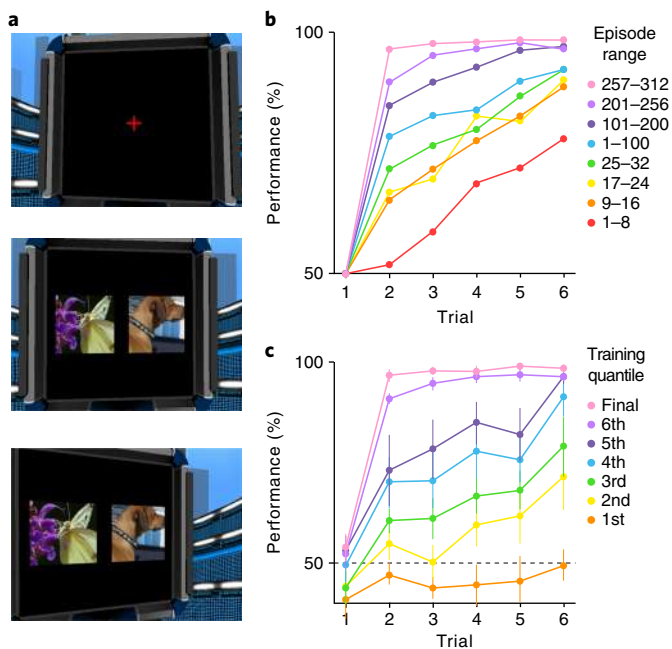 a
b
100
Performance (%)
50
1 2 3 4 5 6
Trial
Episode
range
257–312
201–256
101–200
1–100
25–32
17–24
9–16
1–8
c
100
Performance (%)
50
1 2 3 4 5 6
Trial
Training
quantile
Final
6th
5th
4th
3rd
2nd
1st